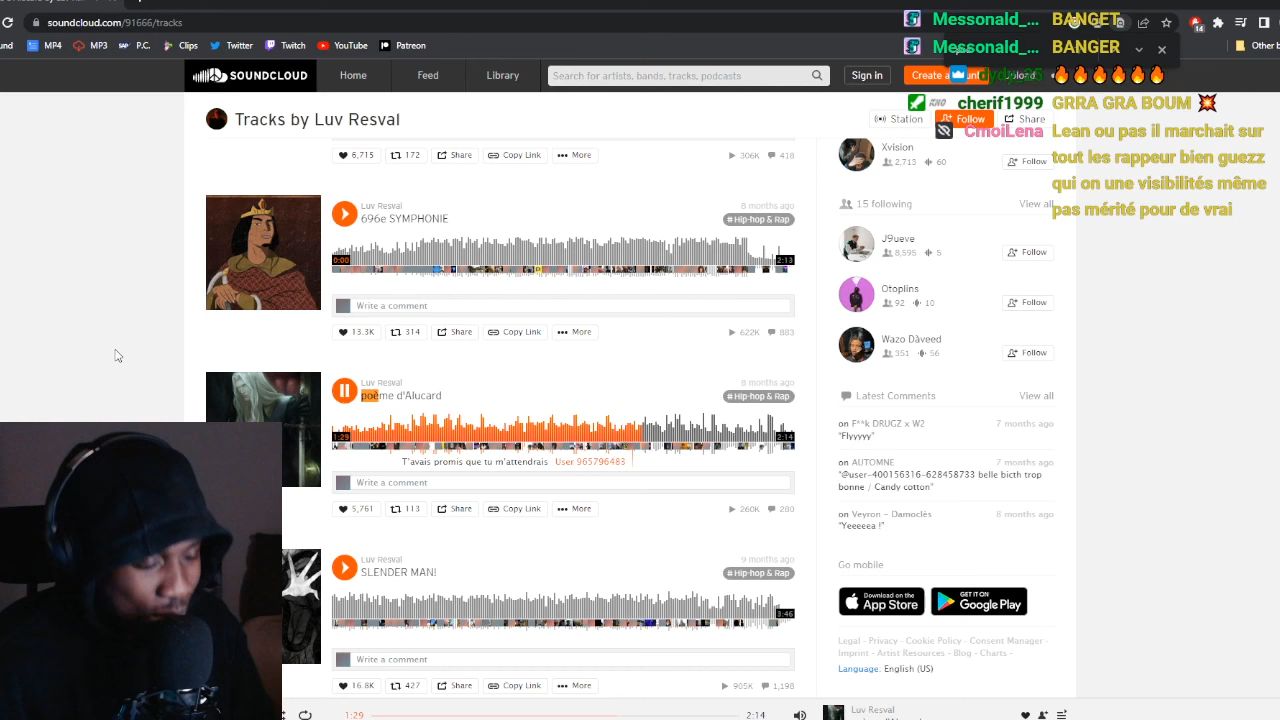 soundcloud.com/91666/tracks
MP4 MP3 P.C. Clips Twitter Twitch YouTube Patreon
Other b
Messonald_... BANGET
Messonald_... BANGER
SOUNDCLOUD Home Feed Library Search for artists, bands, tracks, podcasts Sign in Upload
cherif1999 GRRA GRA BOUM
Tracks by Luv Resval
Station Follow Share
ĈmoiLena Lean ou pas il marchait sur
tout les rappeur bien guezz
qui on une visibilités même
pas mérité pour de vrai
6,715 172 Share Copy Link More 306K 418
Xvision
2,713 60 Follow
Luv Resval 8 months ago
696e SYMPHONIE # Hip-hop & Rap
0:00 2:13
Write a comment
13.3K 314 Share Copy Link More 622K 883
15 following View all
J9ueve
8,595 5 Follow
Otoplins
92 10 Follow
Wazo Dàveed
351 56 Follow
Luv Resval 8 months ago
poème d'Alucard # Hip-hop & Rap
1:29 2:14
T'avais promis que tu m'attendrais User 965796483
Write a comment
5,761 113 Share Copy Link More 260K 280
Latest Comments View all
on F**k DRUGZ x W2 7 months ago
"Flyyyyy"
on AUTOMNE 7 months ago
"@user-400156316-628458733 belle bicth trop
bonne / Candy cotton"
on Veyron - Damoclès 8 months ago
"Yeeeeea !"
Luv Resval 9 months ago
SLENDER MAN! # Hip-hop & Rap
3:46
Write a comment
16.8K 427 Share Copy Link More 905K 1,198
Go mobile
Download on the App Store GET IT ON Google Play
Legal - Privacy - Cookie Policy - Consent Manager -
Imprint - Artist Resources - Blog - Charts -
Language: English (US)
1:29 2:14 Luv Resval